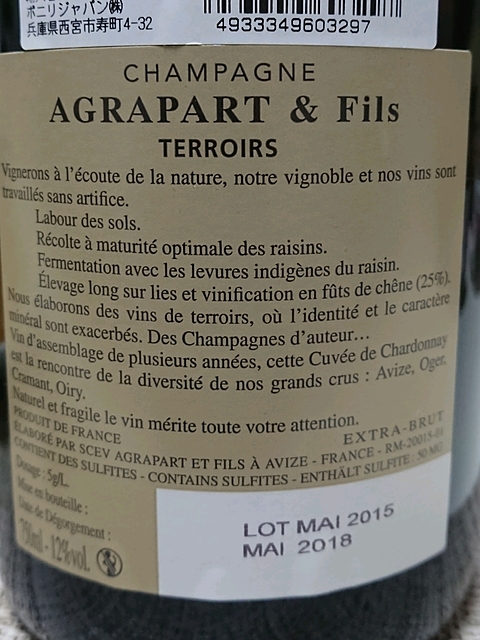 ボニリジャパン㈱
兵庫県西宮市寿町4-32
4933349603297
CHAMPAGNE
AGRAPART & Fils
TERROIRS
Vignerons à l'écoute de la nature, notre vignoble et nos vins sont
travaillés sans artifice.
Labour des sols.
Récolte à maturité optimale des raisins.
Fermentation avec les levures indigènes du raisin.
Élevage long sur lies et vinification en fûts de chêne (25%).
Nous élaborons des vins de terroirs, où l'identité et le caractère
minéral sont exacerbés. Des Champagnes d'auteur...
Vin d'assemblage de plusieurs années, cette Cuvée de Chardonnay
est la rencontre de la diversité de nos grands crus : Avize, Oger,
Cramant, Oiry.
Naturel et fragile le vin mérite toute votre attention.
PRODUIT DE FRANCE
EXTRA-BRUT
ÉLABORÉ PAR SCEV AGRAPART ET FILS À AVIZE - FRANCE - RM-20015-01
CONTIENT DES SULFITES - CONTAINS SULFITES - ENTHÄLT SULFITE : 50 MG
Dosage : 5g/L
Mise en bouteille :
Date de Dégorgement :
750ml - 12%vol.
LOT MAI 2015
MAI 2018